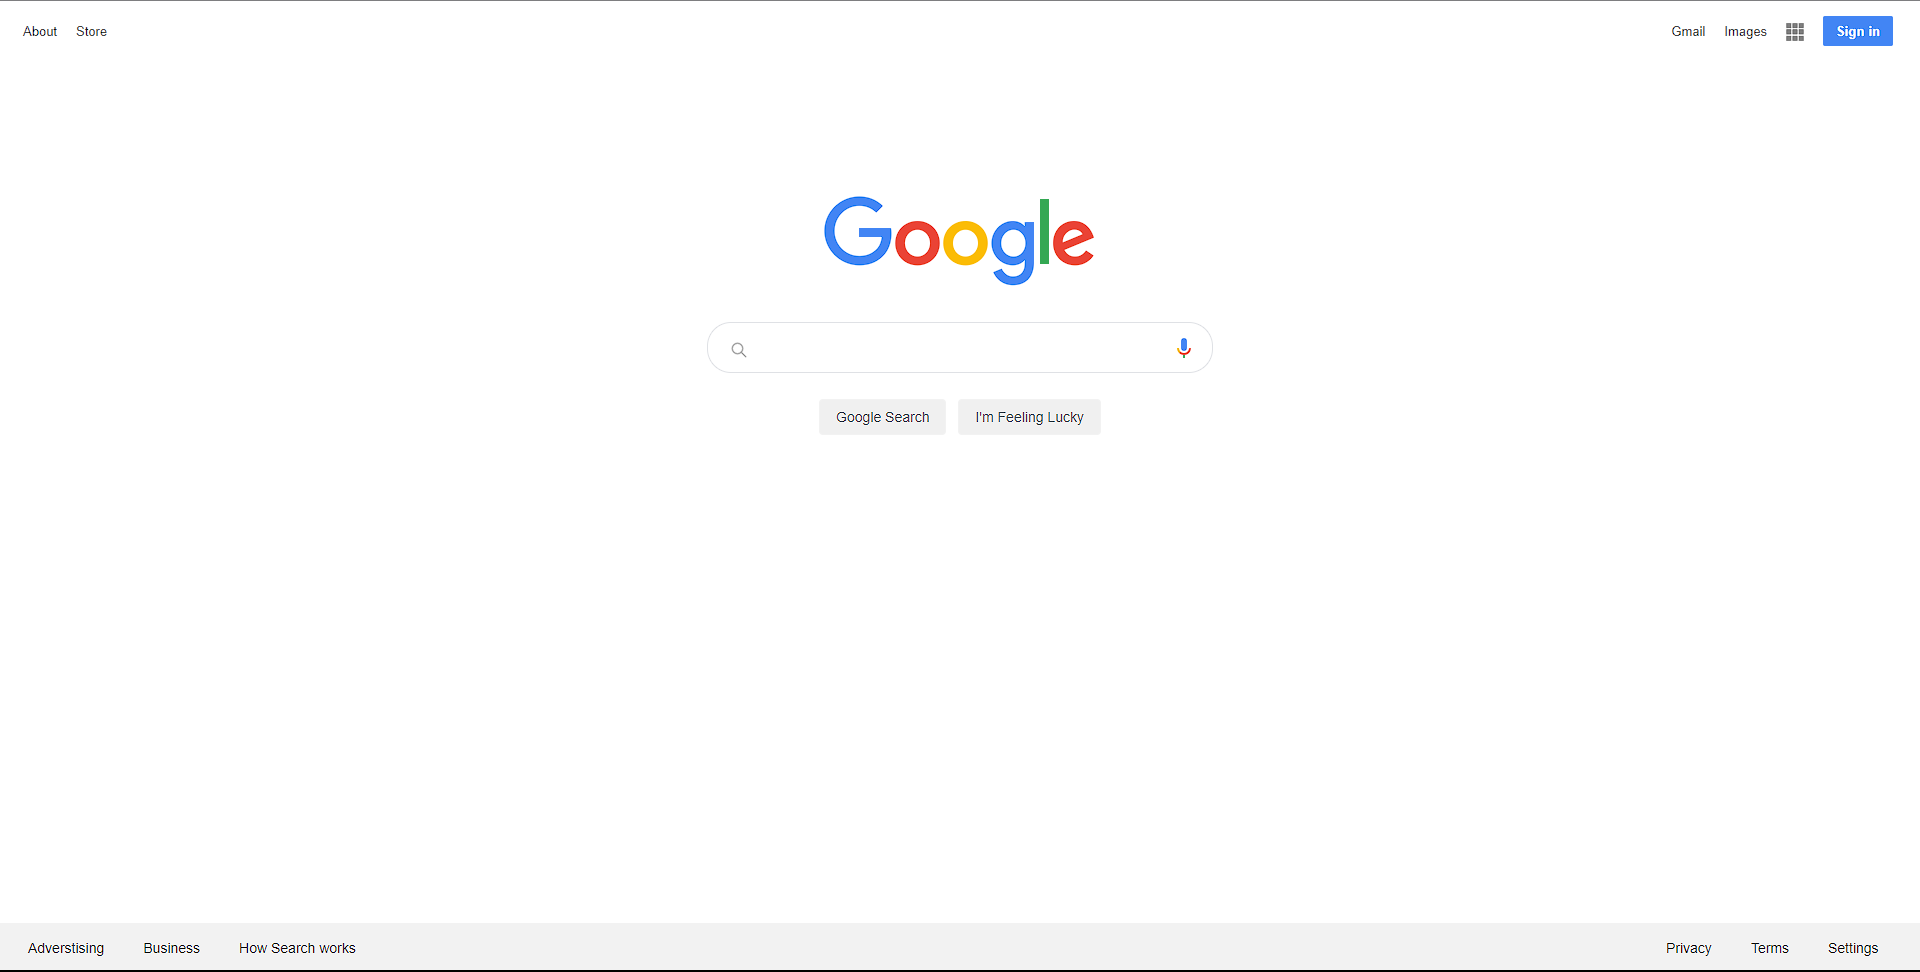 About Store Gmail Images Sign in
Google
Google Search I'm Feeling Lucky
Adverstising Business How Search works Privacy Terms Settings